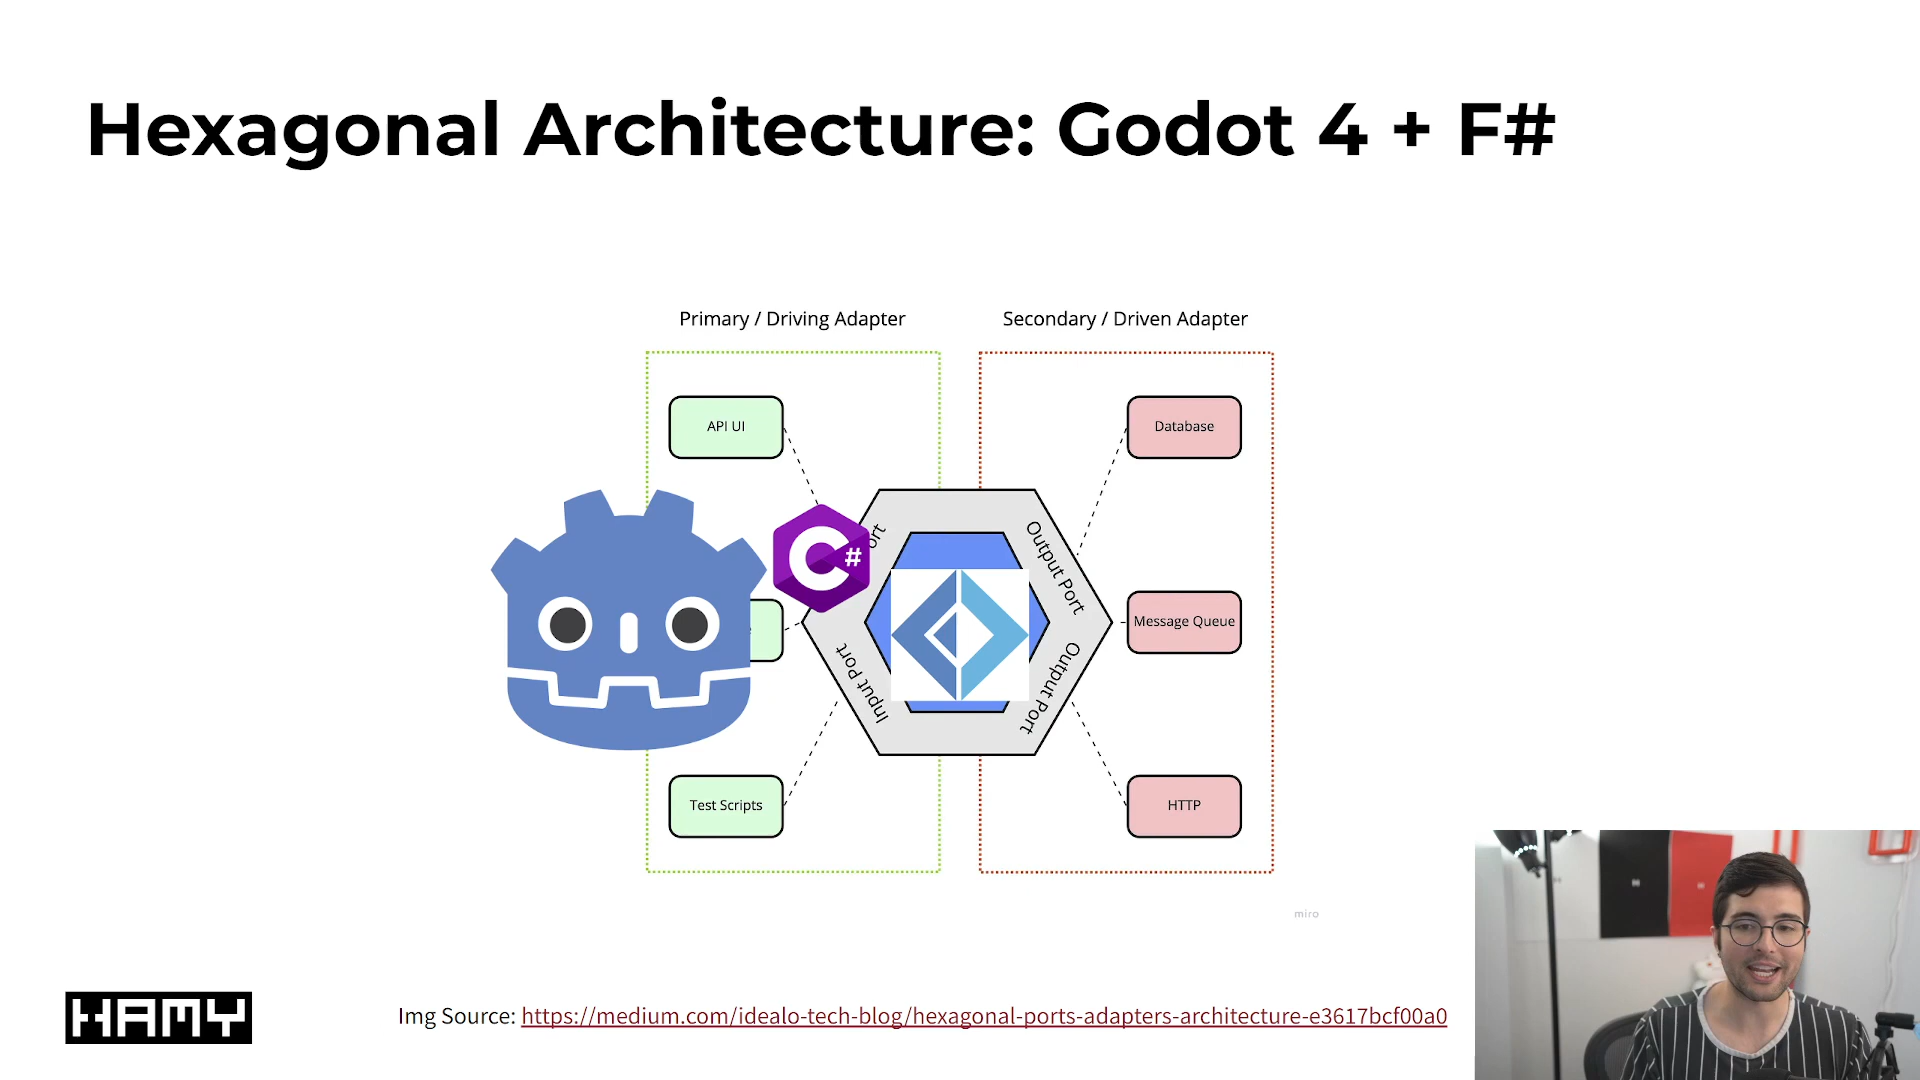 Hexagonal Architecture: Godot 4 + F#
Primary / Driving Adapter
Secondary / Driven Adapter
API UI
Database
C#
Output Port
Message Queue
Input Port
Output Port
Test Scripts
HTTP
miro
HAMY
Img Source: https://medium.com/idealo-tech-blog/hexagonal-ports-adapters-architecture-e3617bcf00a0